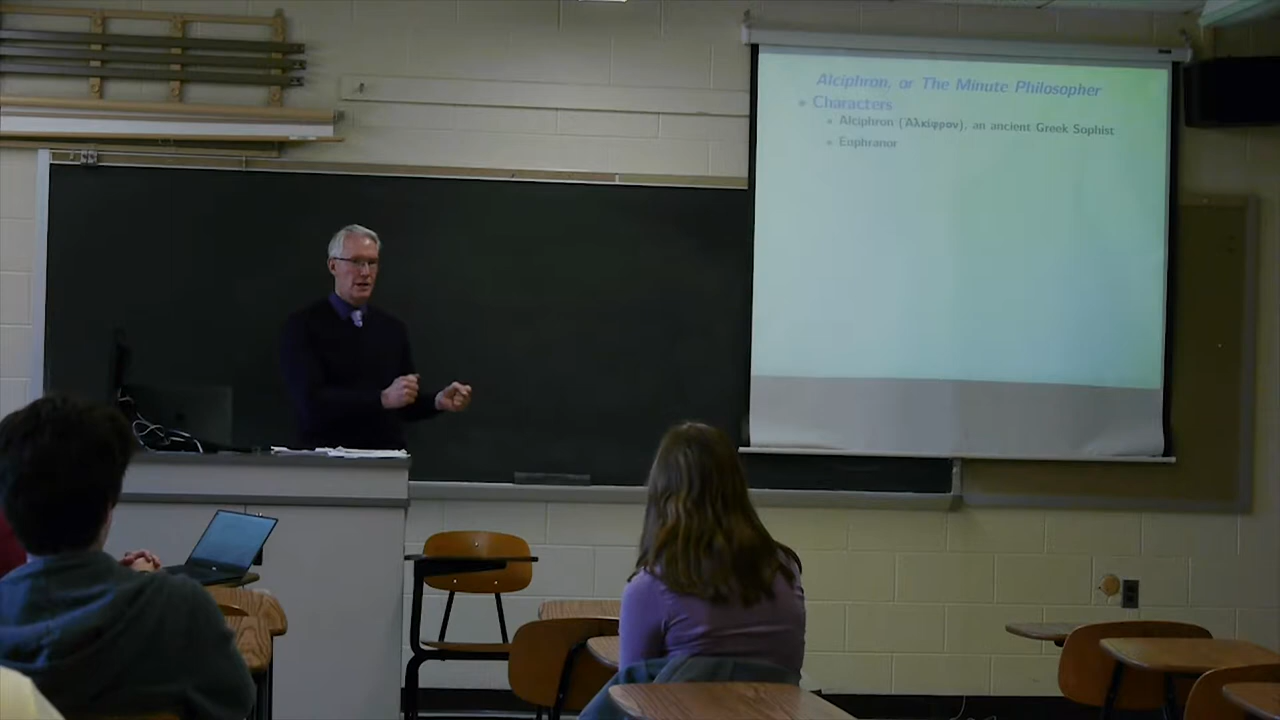 Alciphron, or The Minute Philosopher
Characters
Alciphron (Ἀλκίφρον), an ancient Greek Sophist
Euphranor